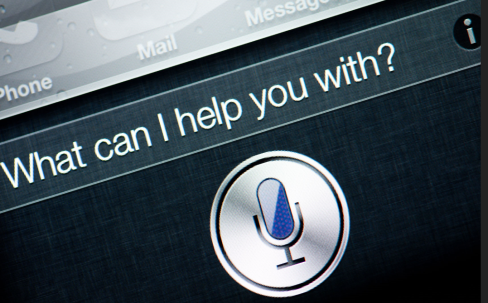 Phone
Mail
Message
What can I help you with?
i